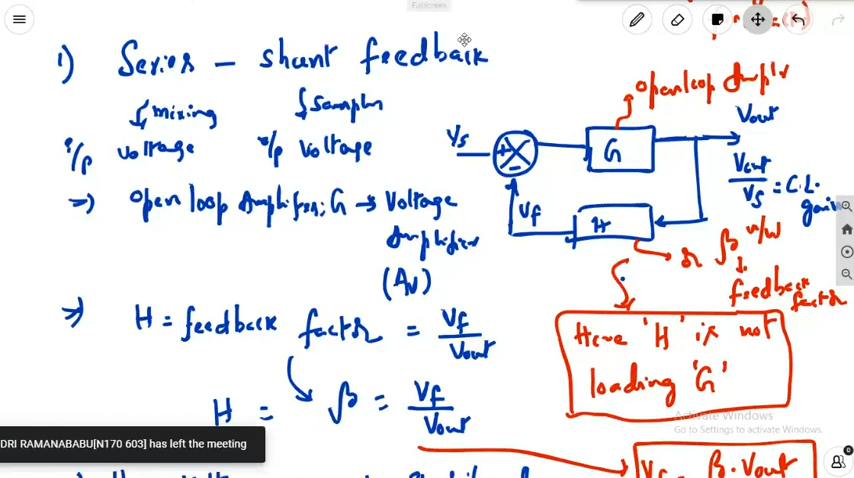 Fullscreen
1) Series - shunt feedback
mixing
i/p voltage
o/p voltage
open loop Amplifier
Vs
+
-
G
Vout
Vout/Vs = C.L. gain
Vf
H
β n/w
feedback factor
=> open loop Amplifier; G -> Voltage
Amplifier
(Av)
=> H = feedback factor = Vf/Vout
H = β = Vf/Vout
Here 'H' is not
loading 'G'
Activate Windows
Go to Settings to activate Windows.
DRI RAMANABABU[N170 603] has left the meeting
Vf = β . Vout
0